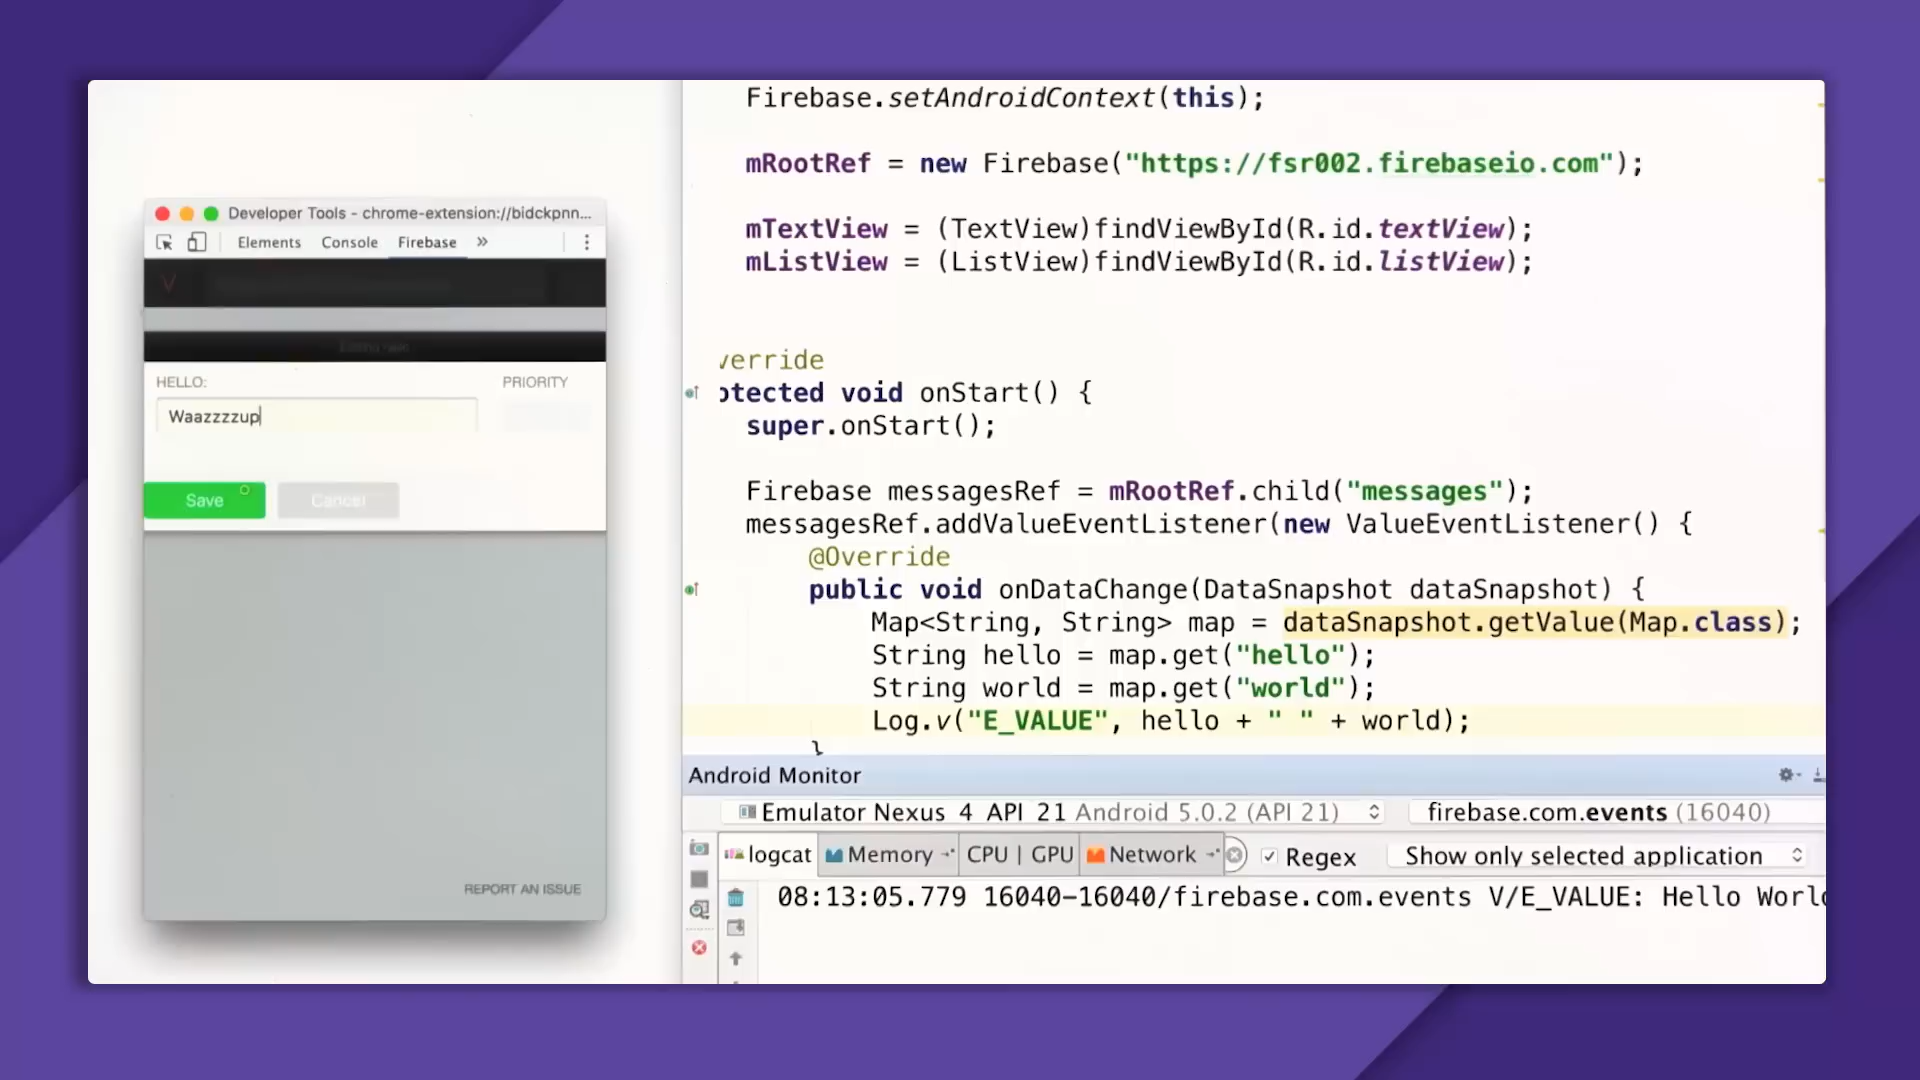 Developer Tools - chrome-extension://bidckpnn...
Elements Console Firebase »
HELLO:
PRIORITY
Waazzzzup
Save
Cancel
REPORT AN ISSUE
Firebase.setAndroidContext(this);
mRootRef = new Firebase("https://fsr002.firebaseio.com");
mTextView = (TextView)findViewById(R.id.textView);
mListView = (ListView)findViewById(R.id.listView);
verride
otected void onStart() {
super.onStart();
Firebase messagesRef = mRootRef.child("messages");
messagesRef.addValueEventListener(new ValueEventListener() {
@Override
public void onDataChange(DataSnapshot dataSnapshot) {
Map<String, String> map = dataSnapshot.getValue(Map.class);
String hello = map.get("hello");
String world = map.get("world");
Log.v("E_VALUE", hello + " " + world);
}
Android Monitor
Emulator Nexus 4 API 21 Android 5.0.2 (API 21)
firebase.com.events (16040)
logcat Memory CPU | GPU Network
Regex
Show only selected application
08:13:05.779 16040-16040/firebase.com.events V/E_VALUE: Hello World